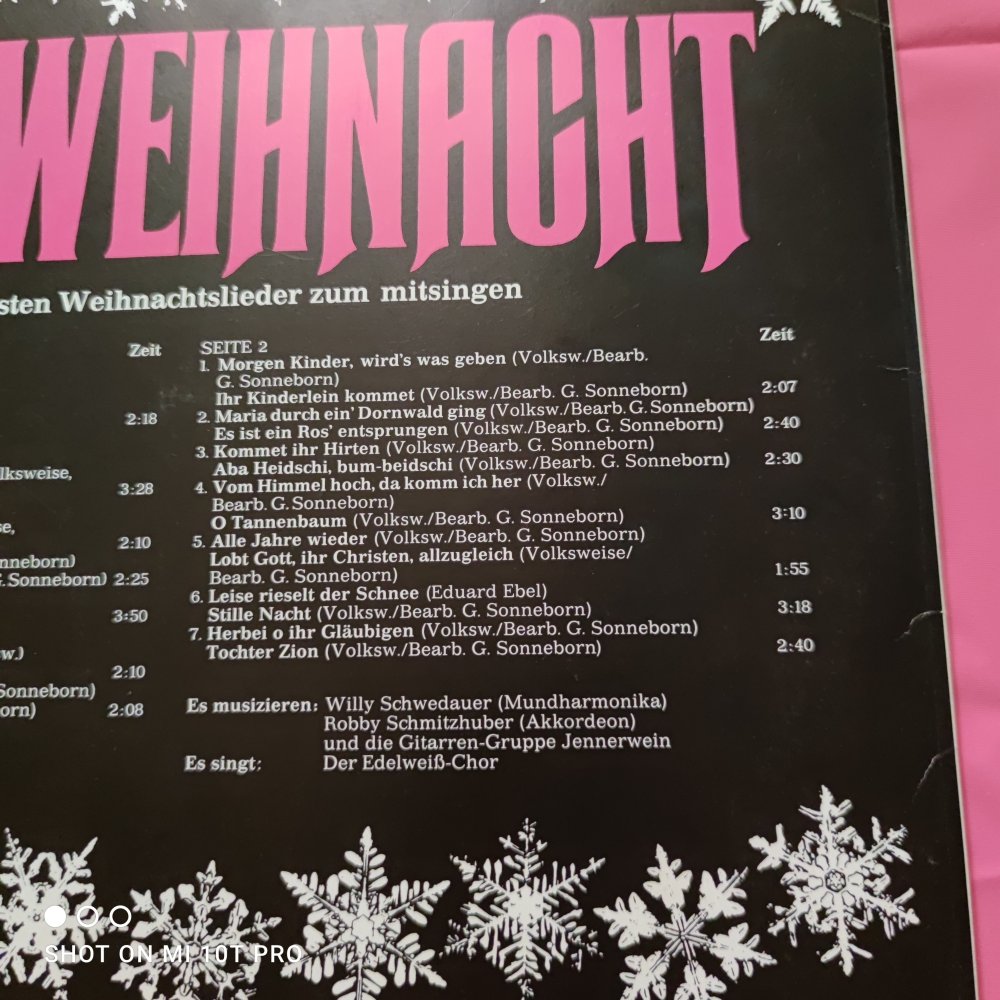 WEIHNACHT
sten Weihnachtslieder zum mitsingen
Zeit
2:18
lksweise,
3:28
se,
2:10
nneborn)
G. Sonneborn) 2:25
3:50
sw.)
2:10
Sonneborn)
orn) 2:08
SEITE 2 Zeit
1. Morgen Kinder, wird's was geben (Volksw./Bearb.
G. Sonneborn)
Ihr Kinderlein kommet (Volksw./Bearb. G. Sonneborn) 2:07
2. Maria durch ein' Dornwald ging (Volksw./Bearb. G. Sonneborn)
Es ist ein Ros' entsprungen (Volksw./Bearb. G. Sonneborn) 2:40
3. Kommet ihr Hirten (Volksw./Bearb. G. Sonneborn)
Aba Heidschi, bum-beidschi (Volksw./Bearb. G. Sonneborn) 2:30
4. Vom Himmel hoch, da komm ich her (Volksw./
Bearb. G. Sonneborn)
O Tannenbaum (Volksw./Bearb. G. Sonneborn) 3:10
5. Alle Jahre wieder (Volksw./Bearb. G. Sonneborn)
Lobt Gott, ihr Christen, allzugleich (Volksweise/
Bearb. G. Sonneborn) 1:55
6. Leise rieselt der Schnee (Eduard Ebel)
Stille Nacht (Volksw./Bearb. G. Sonneborn) 3:18
7. Herbei o ihr Gläubigen (Volksw./Bearb. G. Sonneborn)
Tochter Zion (Volksw./Bearb. G. Sonneborn) 2:40
Es musizieren: Willy Schwedauer (Mundharmonika)
Robby Schmitzhuber (Akkordeon)
und die Gitarren-Gruppe Jennerwein
Es singt: Der Edelweiß-Chor
SHOT ON MI 10T PRO